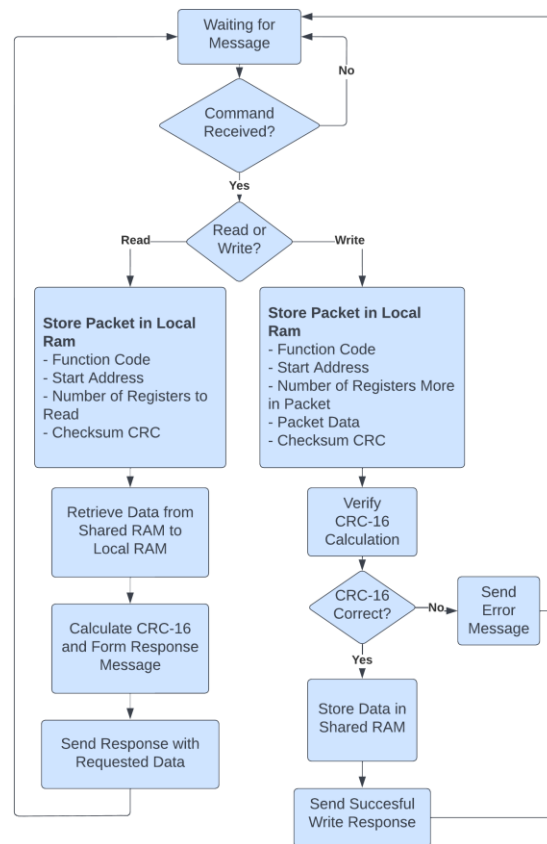 Waiting for
Message
No
Command
Received?
Yes
Read or
Write?
Read
Write
Store Packet in Local
Ram
- Function Code
- Start Address
- Number of Registers to
Read
- Checksum CRC
Store Packet in Local
Ram
- Function Code
- Start Address
- Number of Registers More
in Packet
- Packet Data
- Checksum CRC
Retrieve Data from
Shared RAM to
Local RAM
Verify
CRC-16
Calculation
Calculate CRC-16
and Form Response
Message
CRC-16
Correct?
No
Send
Error
Message
Yes
Send Response with
Requested Data
Store Data in
Shared RAM
Send Succesful
Write Response